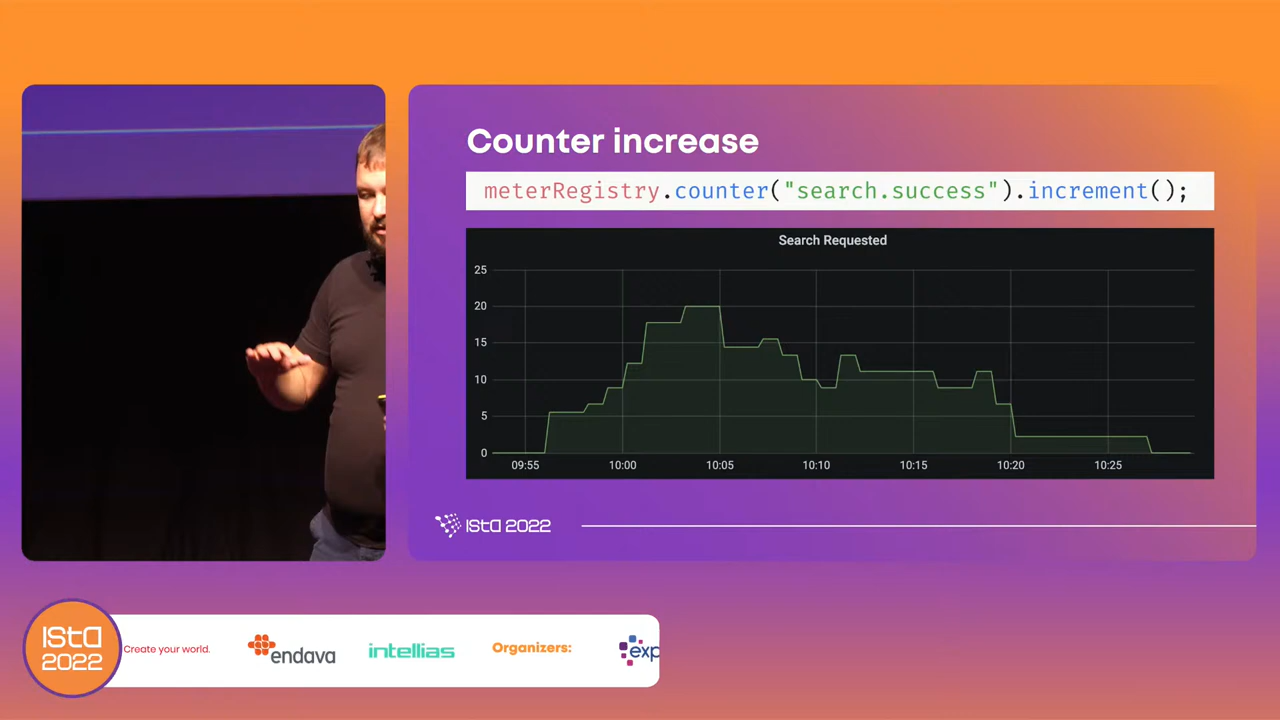 Counter increase
meterRegistry.counter("search.success").increment();
Search Requested
25
20
15
10
5
0
09:55 10:00 10:05 10:10 10:15 10:20 10:25
ISTA 2022
ISTA
2022
Create your world.
endava
intellias
Organizers:
exp